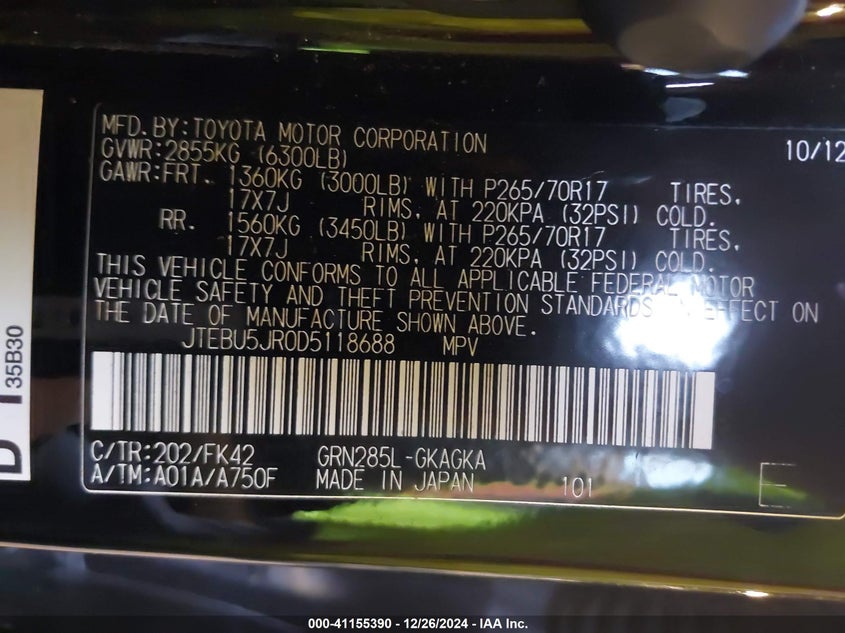 MFD. BY: TOYOTA MOTOR CORPORATION 10/12
GVWR: 2855KG (6300LB)
GAWR: FRT. 1360KG (3000LB) WITH P265/70R17 TIRES,
17X7J RIMS, AT 220KPA (32PSI) COLD.
RR. 1560KG (3450LB) WITH P265/70R17 TIRES,
17X7J RIMS, AT 220KPA (32PSI) COLD.
THIS VEHICLE CONFORMS TO ALL APPLICABLE FEDERAL MOTOR
VEHICLE SAFETY AND THEFT PREVENTION STANDARDS IN EFFECT ON
THE DATE OF MANUFACTURE SHOWN ABOVE.
JTEBU5JR0D5118688 MPV
C/TR: 202/FK42 GRN285L-GKAGKA
A/TM: A01A/A750F MADE IN JAPAN 101 E
35B30
000-41155390 - 12/26/2024 - IAA Inc.